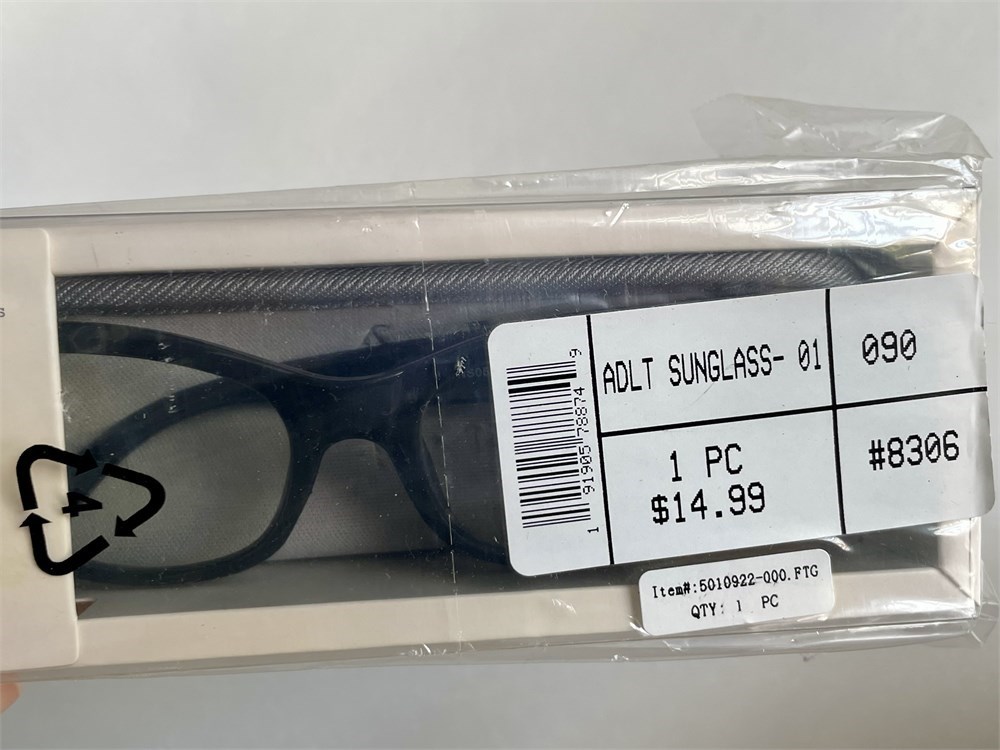 s
4
ADLT SUNGLASS- 01
090
1 PC
$14.99
#8306
1 91905 78874 9
Item#:5010922-000.FTG
QTY: 1 PC